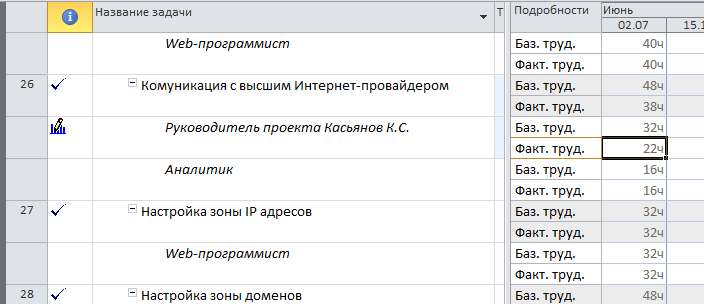 Название задачи Т Подробности Июнь
02.07 15.1
Web-программист Баз. труд. 40ч
Факт. труд. 40ч
26 Комуникация с высшим Интернет-провайдером Баз. труд. 48ч
Факт. труд. 38ч
Руководитель проекта Касьянов К.С. Баз. труд. 32ч
Факт. труд. 22ч
Аналитик Баз. труд. 16ч
Факт. труд. 16ч
27 Настройка зоны IP адресов Баз. труд. 32ч
Факт. труд. 32ч
Web-программист Баз. труд. 32ч
Факт. труд. 32ч
28 Настройка зоны доменов Баз. труд. 48ч